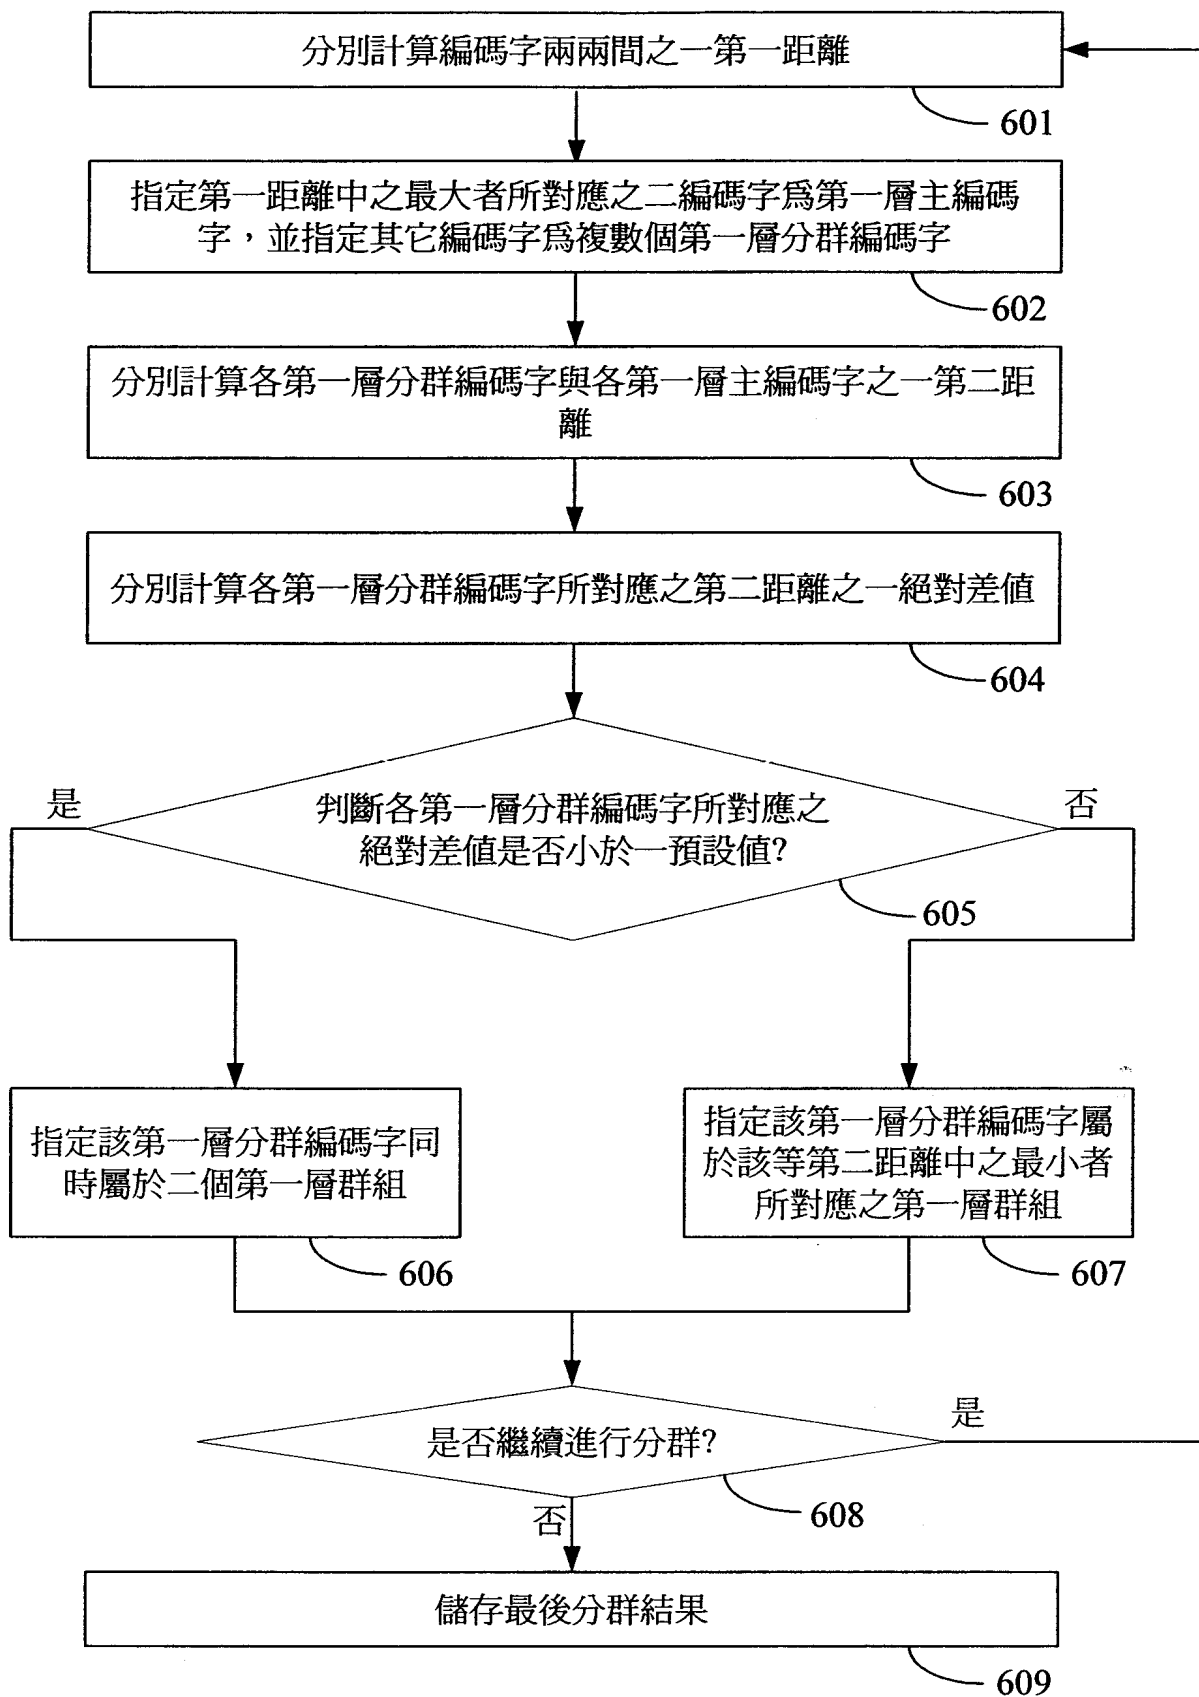 分別計算編碼字兩兩間之一第一距離
601
指定第一距離中之最大者所對應之二編碼字爲第一層主編碼
字，並指定其它編碼字爲複數個第一層分群編碼字
602
分別計算各第一層分群編碼字與各第一層主編碼字之一第二距
離
603
分別計算各第一層分群編碼字所對應之第二距離之一絕對差值
604
是
否
判斷各第一層分群編碼字所對應之
絕對差值是否小於一預設值?
605
指定該第一層分群編碼字同
時屬於二個第一層群組
606
指定該第一層分群編碼字屬
於該等第二距離中之最小者
所對應之第一層群組
607
是否繼續進行分群?
是
608
否
儲存最後分群結果
609